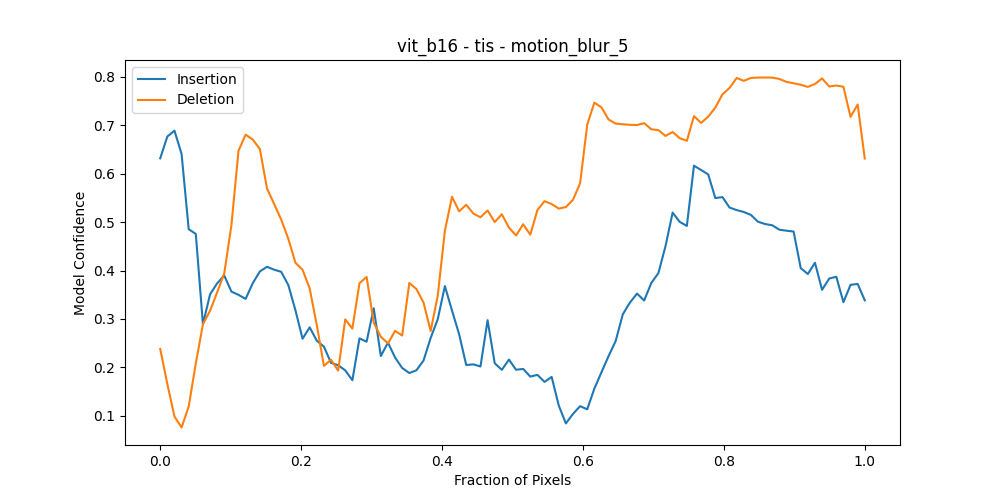 vit_b16 - tis - motion_blur_5
Insertion
Deletion
Model Confidence
0.8
0.7
0.6
0.5
0.4
0.3
0.2
0.1
0.0 0.2 0.4 0.6 0.8 1.0
Fraction of Pixels